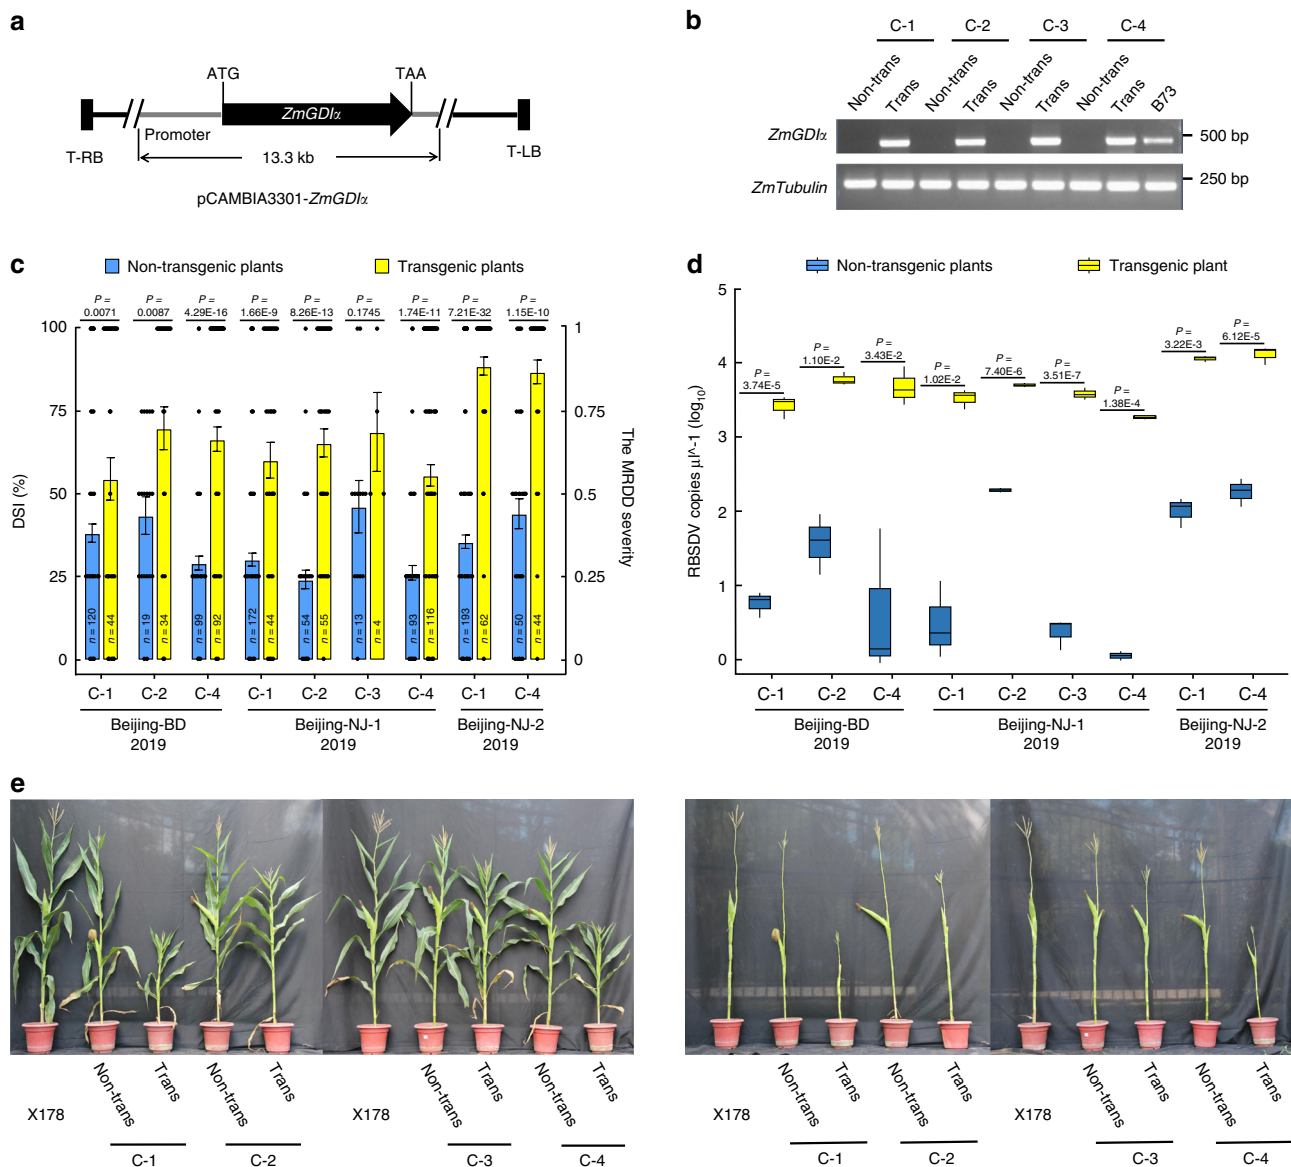 a
ATG
TAA
ZmGDIα
Promoter
T-RB
13.3 kb
T-LB
pCAMBIA3301-ZmGDIα
b
C-1 C-2 C-3 C-4
Non-trans Trans Non-trans Trans Non-trans Trans Non-trans Trans B73
ZmGDIα
500 bp
ZmTubulin
250 bp
c
Non-transgenic plants
Transgenic plants
P = 0.0071
P = 0.0087
P = 4.29E-16
P = 1.66E-9
P = 8.26E-13
P = 0.1745
P = 1.74E-11
P = 7.21E-32
P = 1.15E-10
DSI (%)
100
75
50
25
0
1
0.75
0.5
0.25
0
The MRDD severity
n = 120
n = 44
n = 19
n = 34
n = 99
n = 92
n = 172
n = 44
n = 54
n = 55
n = 13
n = 4
n = 93
n = 116
n = 193
n = 62
n = 50
n = 44
C-1 C-2 C-4 C-1 C-2 C-3 C-4 C-1 C-4
Beijing-BD Beijing-NJ-1 Beijing-NJ-2
2019 2019 2019
d
Non-transgenic plants
Transgenic plant
RBSDV copies µl^-1 (log10)
5
4
3
2
1
0
P = 3.74E-5
P = 1.10E-2
P = 3.43E-2
P = 1.02E-2
P = 7.40E-6
P = 3.51E-7
P = 1.38E-4
P = 3.22E-3
P = 6.12E-5
C-1 C-2 C-4 C-1 C-2 C-3 C-4 C-1 C-4
Beijing-BD Beijing-NJ-1 Beijing-NJ-2
2019 2019 2019
e
X178 Non-trans Trans Non-trans Trans X178 Non-trans Trans Non-trans Trans
C-1 C-2 C-3 C-4
X178 Non-trans Trans Non-trans Trans X178 Non-trans Trans Non-trans Trans
C-1 C-2 C-3 C-4